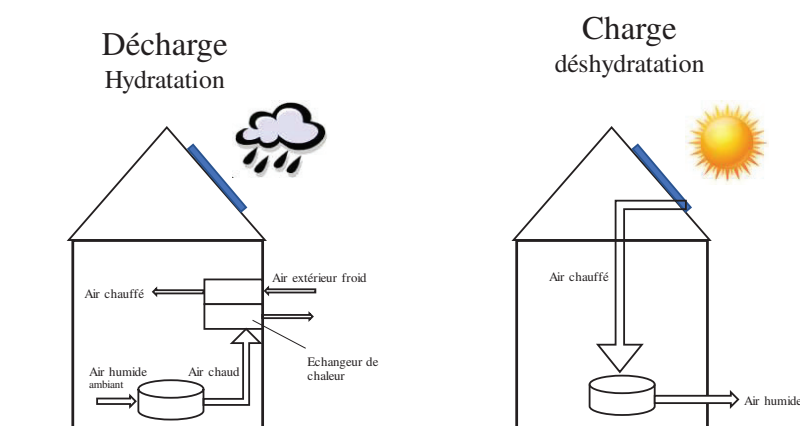 Décharge
Hydratation
Air chauffé
Air extérieur froid
Echangeur de
chaleur
Air humide
ambiant
Air chaud
Charge
déshydratation
Air chauffé
Air humide